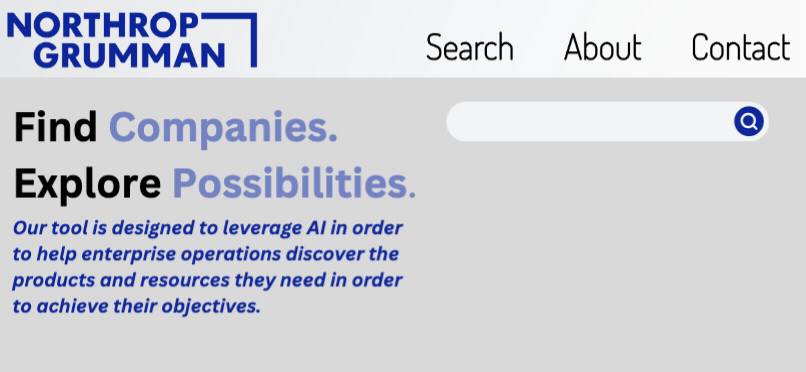 NORTHROP
GRUMMAN
Search About Contact
Find Companies.
Explore Possibilities.
Our tool is designed to leverage AI in order
to help enterprise operations discover the
products and resources they need in order
to achieve their objectives.